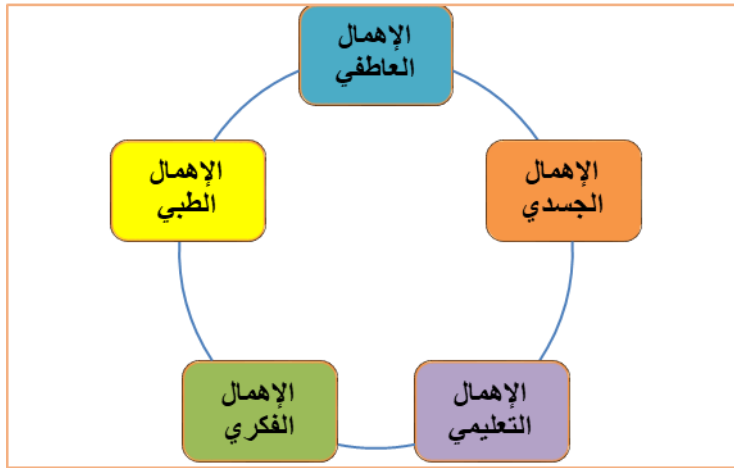 الإهمال
العاطفي
الإهمال
الجسدي
الإهمال
التعليمي
الإهمال
الفكري
الإهمال
الطبي